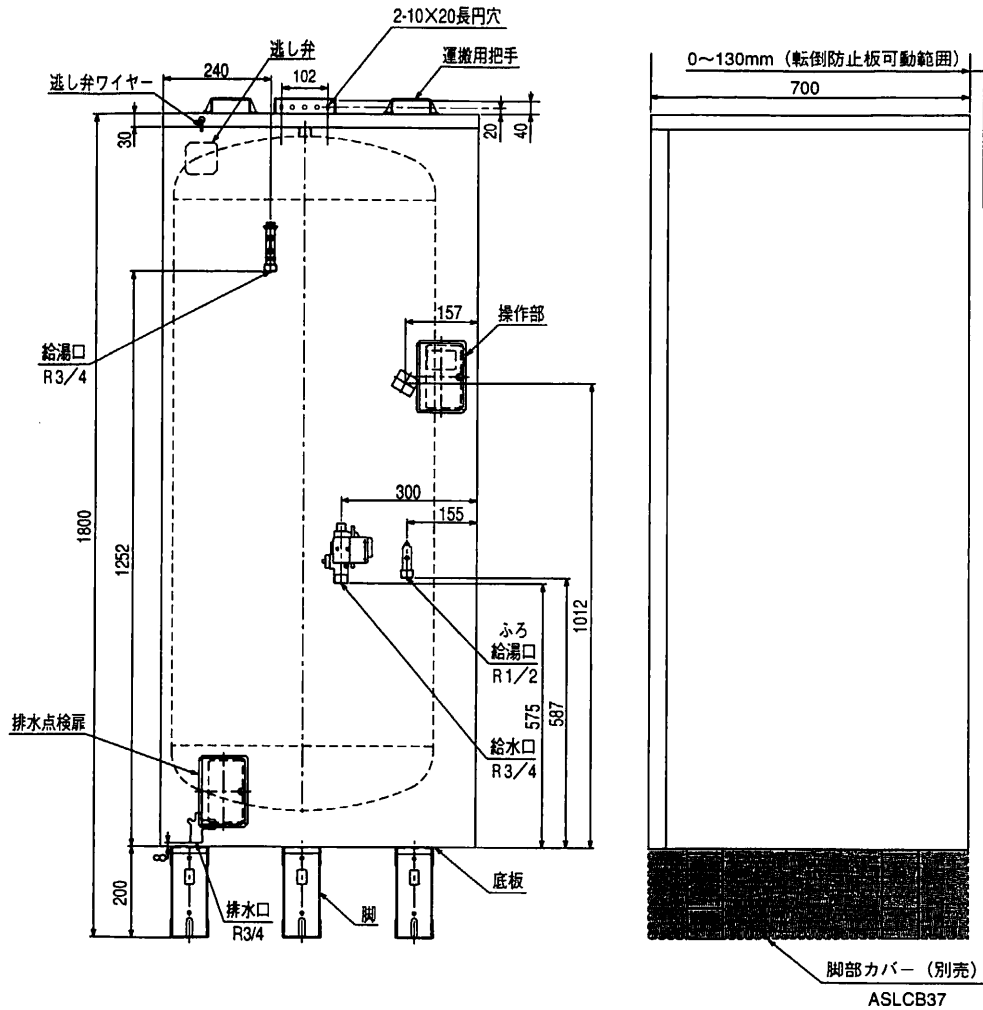 2-10×20長円穴
逃し弁
運搬用把手
0～130mm（転倒防止板可動範囲）
逃し弁ワイヤー
240
102
700
30
20
40
157
操作部
給湯口
R3/4
300
155
1800
1252
1012
ふろ
給湯口
R1/2
575
587
排水点検扉
給水口
R3/4
8
200
排水口
R3/4
脚
底板
脚部カバー（別売）
ASLCB37